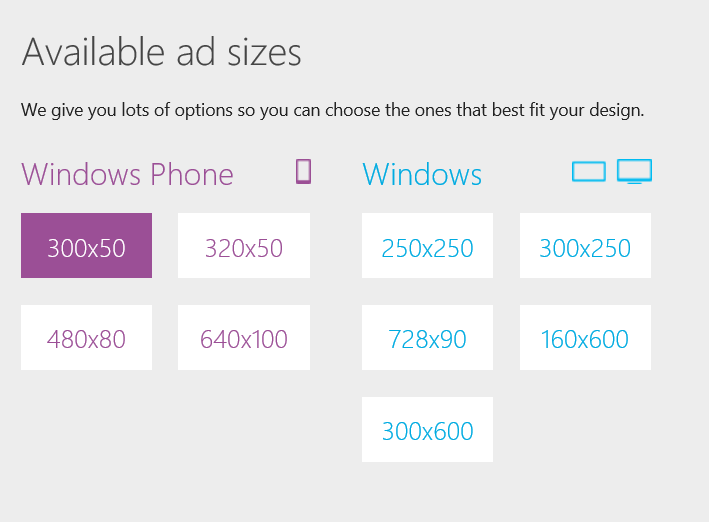 Available ad sizes
We give you lots of options so you can choose the ones that best fit your design.
Windows Phone
300x50
320x50
480x80
640x100
Windows
250x250
300x250
728x90
160x600
300x600